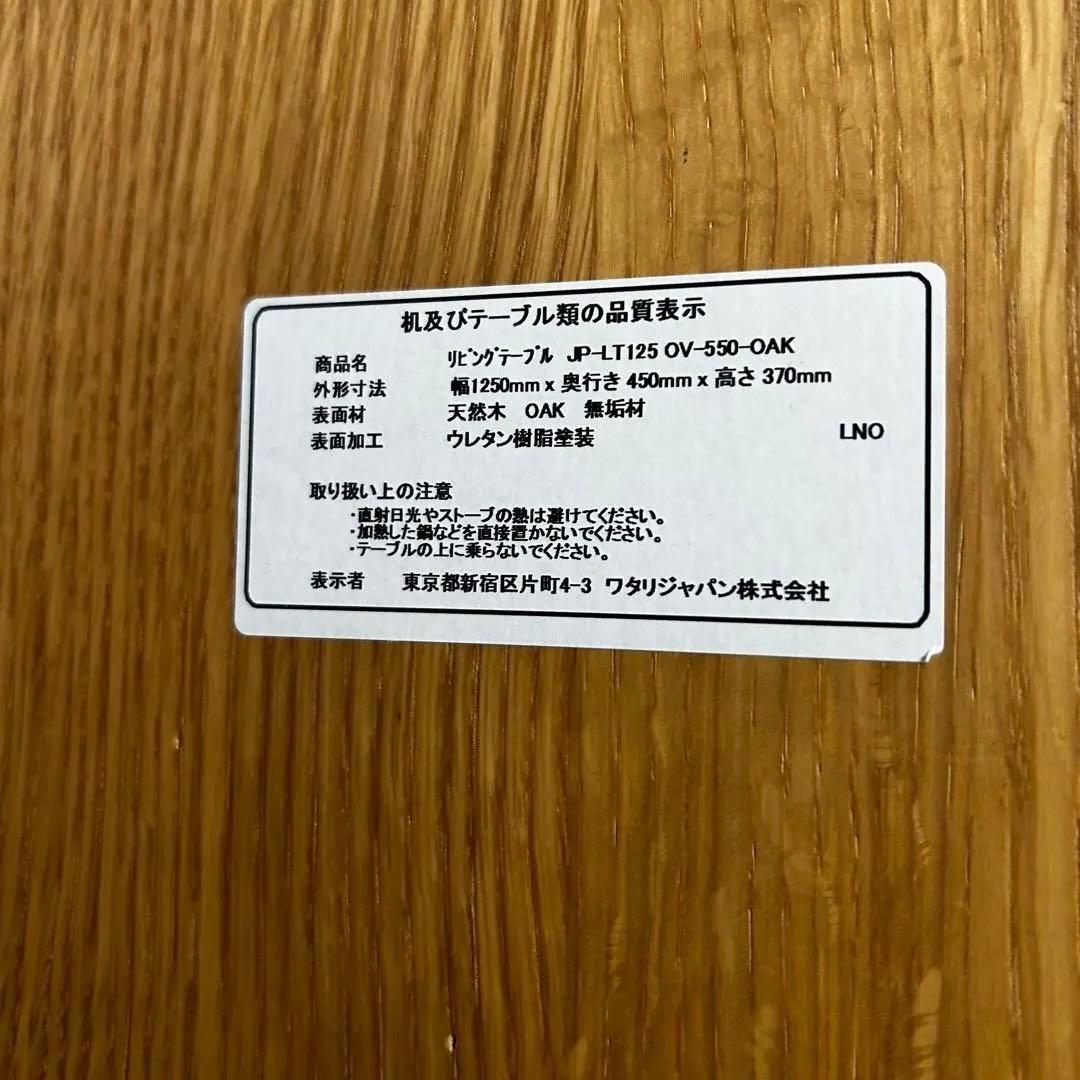 机及びテーブル類の品質表示
商品名 リビングテーブル JP-LT125 OV-550-OAK
外形寸法 幅1250mm x 奥行き 450mm x 高さ 370mm
表面材 天然木 OAK 無垢材
表面加工 ウレタン樹脂塗装 LNO
取り扱い上の注意
・直射日光やストーブの熱は避けてください。
・加熱した鍋などを直接置かないでください。
・テーブルの上に乗らないでください。
表示者 東京都新宿区片町4-3 ワタリジャパン株式会社